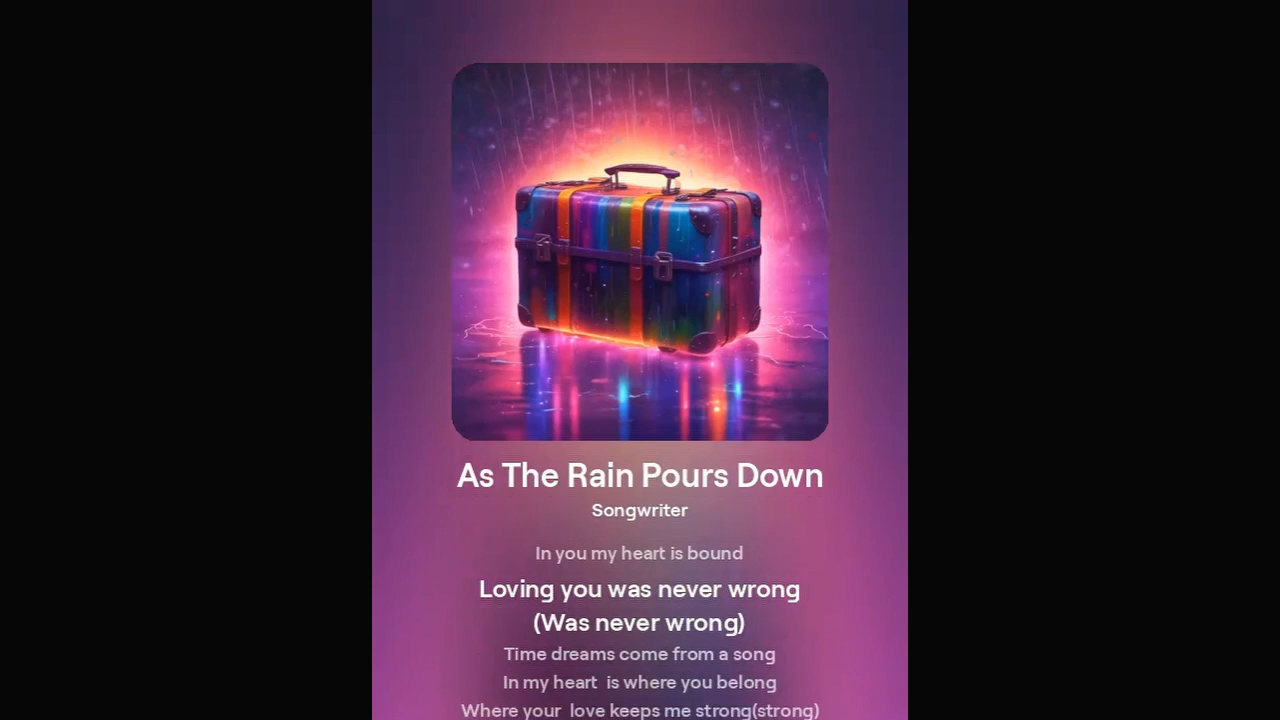 As The Rain Pours Down
Songwriter
In you my heart is bound
Loving you was never wrong
(Was never wrong)
Time dreams come from a song
In my heart  is where you belong
Where your  love keeps me strong(strong)